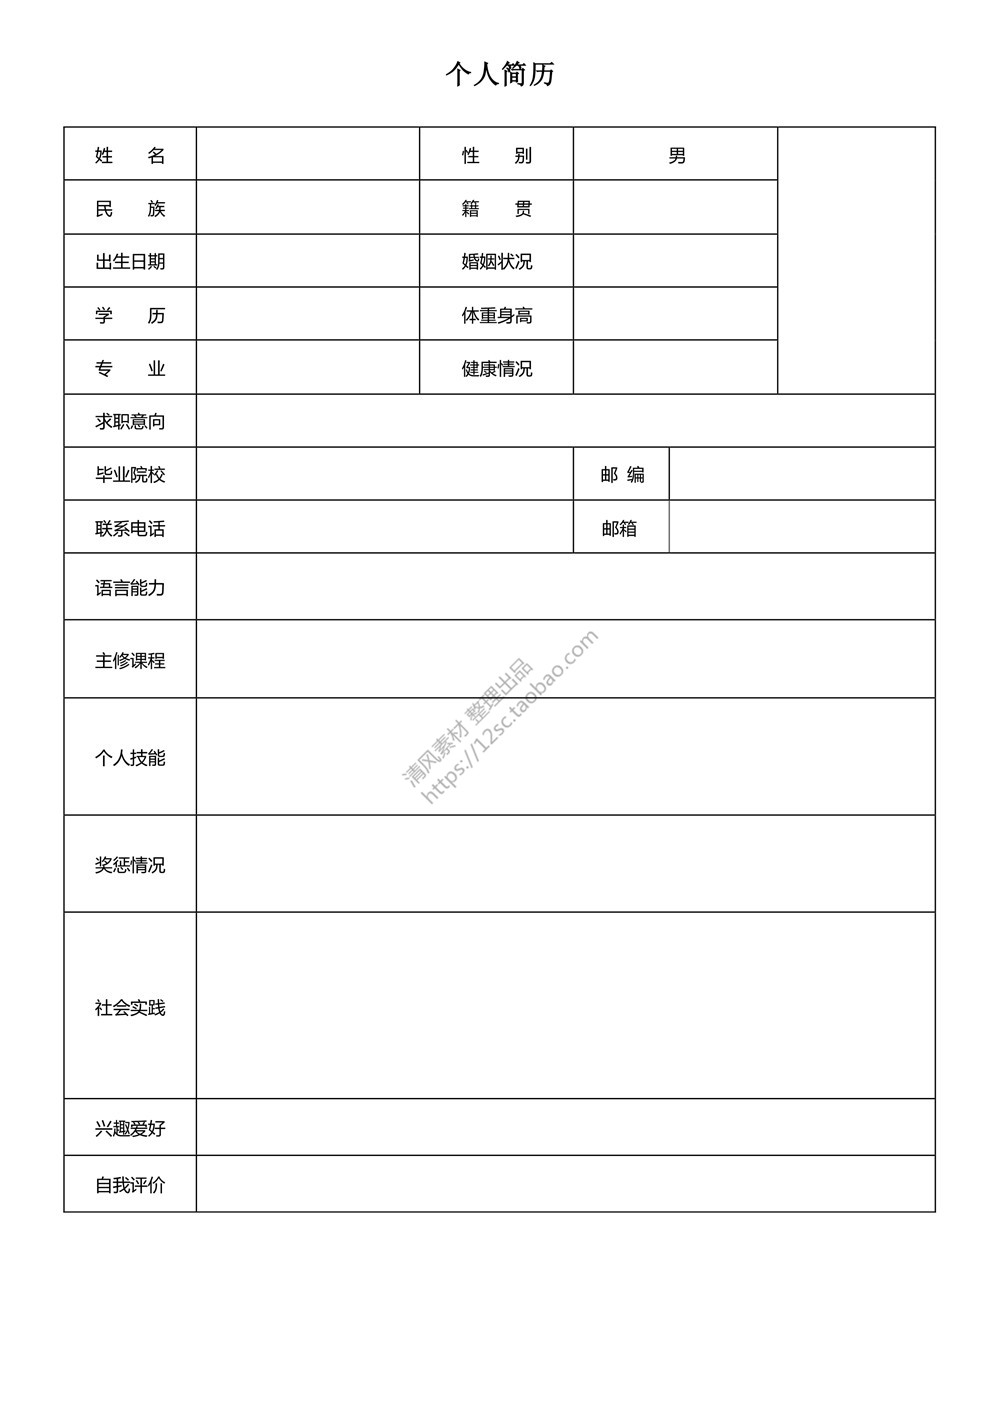 个人简历
姓 名 性 别 男
民 族 籍 贯
出生日期 婚姻状况
学 历 体重身高
专 业 健康情况
求职意向
毕业院校 邮 编
联系电话 邮箱
语言能力
主修课程
个人技能
奖惩情况
社会实践
兴趣爱好
自我评价
清风素材 整理出品
https://12sc.taobao.com